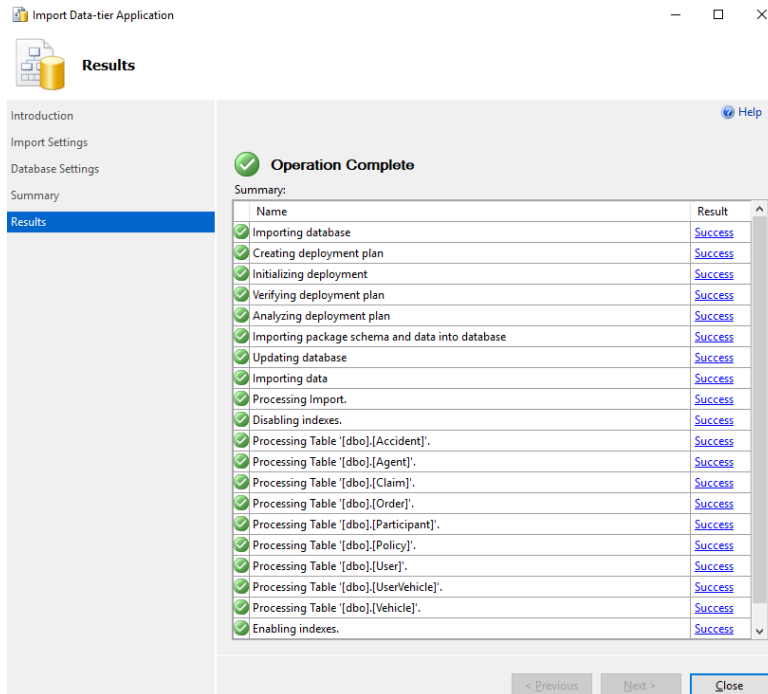 Import Data-tier Application
Results
Introduction
Import Settings
Database Settings
Summary
Results
Help
Operation Complete
Summary:
Name Result
Importing database Success
Creating deployment plan Success
Initializing deployment Success
Verifying deployment plan Success
Analyzing deployment plan Success
Importing package schema and data into database Success
Updating database Success
Importing data Success
Processing Import. Success
Disabling indexes. Success
Processing Table '[dbo].[Accident]'. Success
Processing Table '[dbo].[Agent]'. Success
Processing Table '[dbo].[Claim]'. Success
Processing Table '[dbo].[Order]'. Success
Processing Table '[dbo].[Participant]'. Success
Processing Table '[dbo].[Policy]'. Success
Processing Table '[dbo].[User]'. Success
Processing Table '[dbo].[UserVehicle]'. Success
Processing Table '[dbo].[Vehicle]'. Success
Enabling indexes. Success
< Previous Next > Close